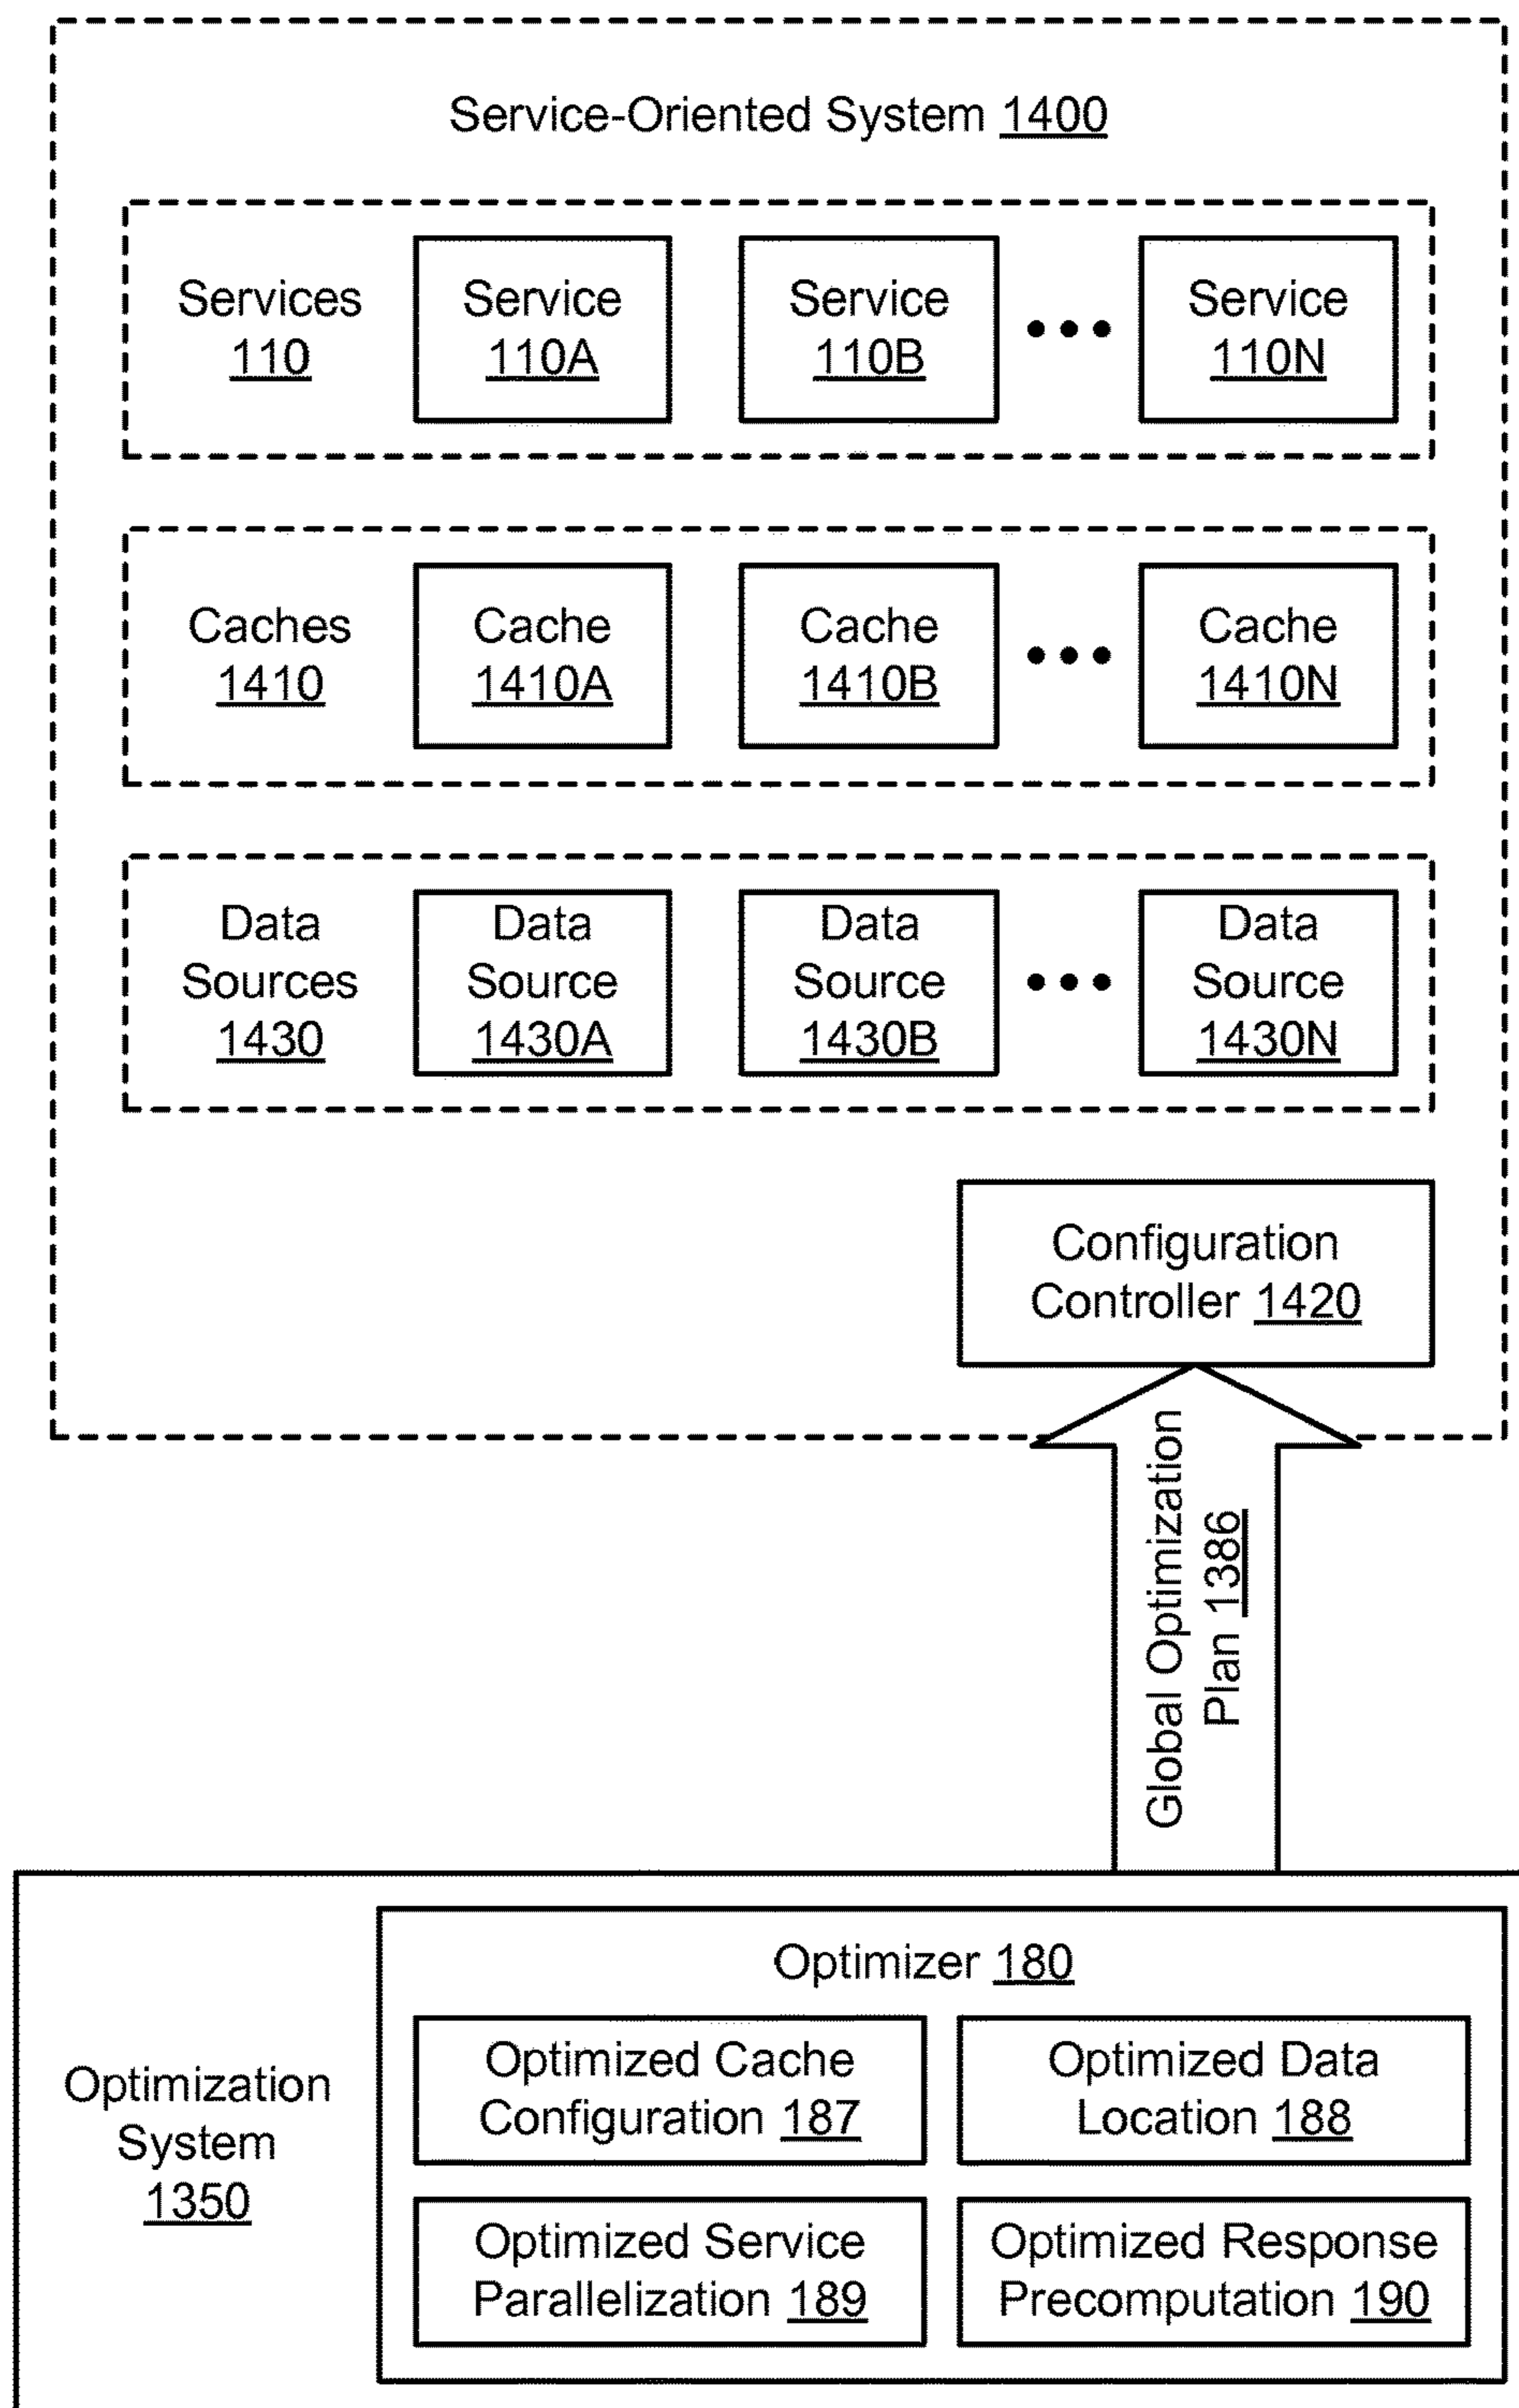 Service-Oriented System 1400
Services
110
Service
110A
Service
110B
Service
110N
Caches
1410
Cache
1410A
Cache
1410B
Cache
1410N
Data
Sources
1430
Data
Source
1430A
Data
Source
1430B
Data
Source
1430N
Configuration
Controller 1420
Global Optimization
Plan 1386
Optimization
System
1350
Optimizer 180
Optimized Cache
Configuration 187
Optimized Data
Location 188
Optimized Service
Parallelization 189
Optimized Response
Precomputation 190